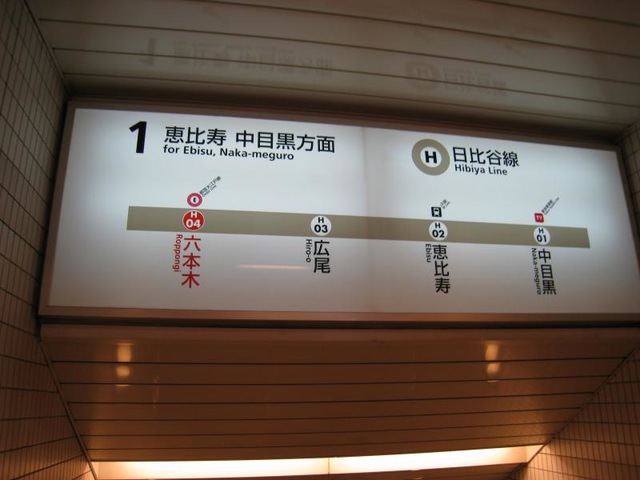 1 恵比寿 中目黒方面
for Ebisu, Naka-meguro
H 日比谷線
Hibiya Line
H
04
六本木
Roppongi
H
03
広尾
Hiro-o
H
02
恵比寿
Ebisu
H
01
中目黒
Naka-meguro